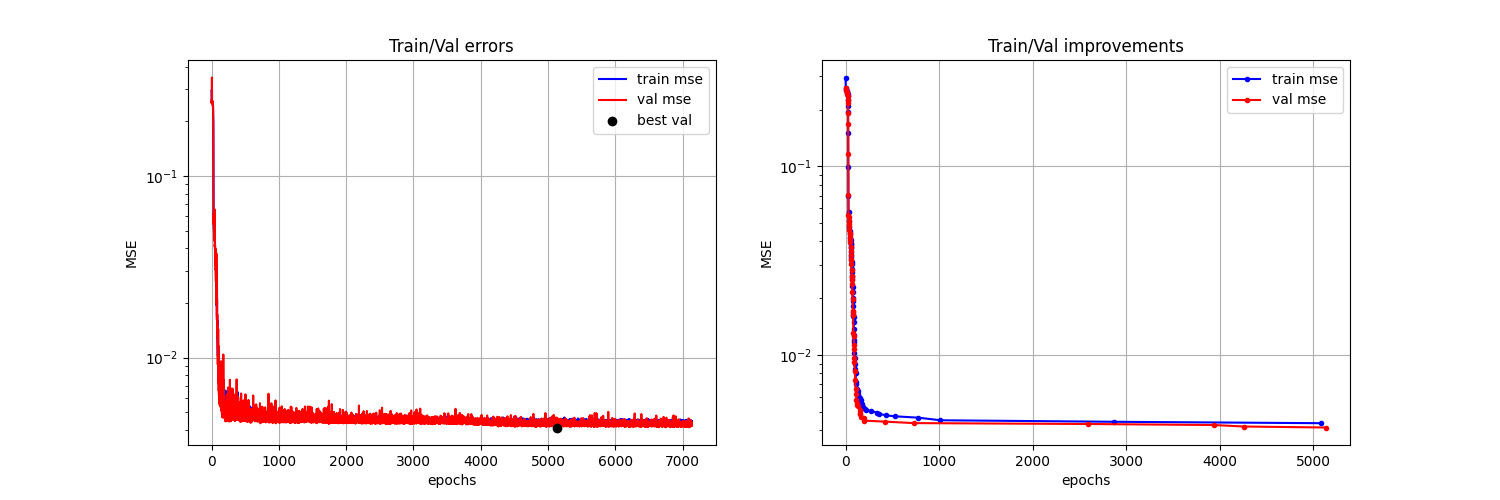 Train/Val errors
train mse
val mse
best val
10⁻¹
10⁻²
MSE
0 1000 2000 3000 4000 5000 6000 7000
epochs
Train/Val improvements
train mse
val mse
10⁻¹
10⁻²
MSE
0 1000 2000 3000 4000 5000
epochs